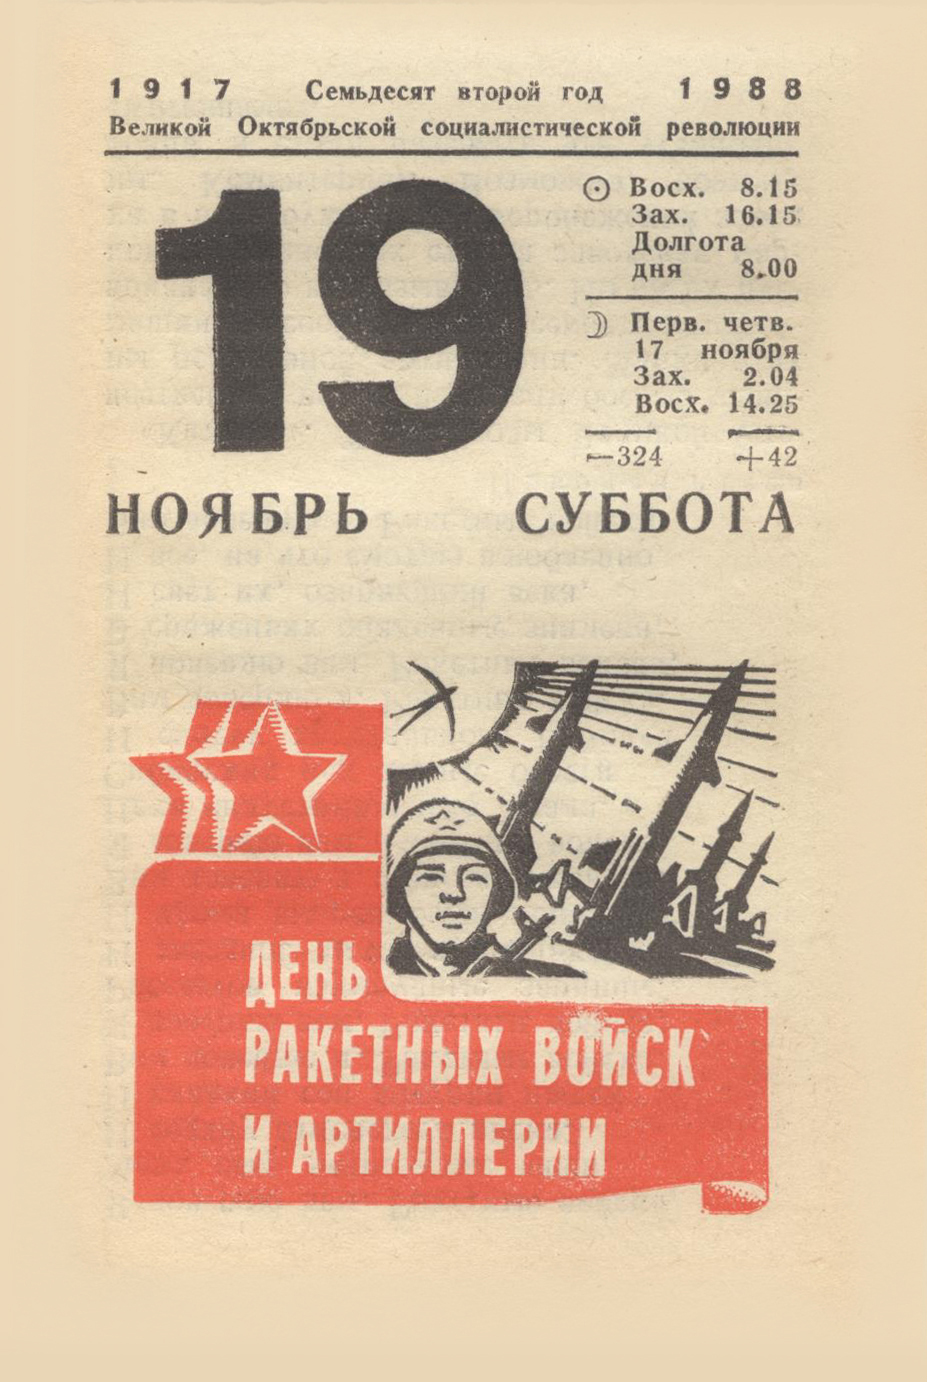 1917 Семьдесят второй год 1988
Великой Октябрьской социалистической революции
19
Восх. 8.15
Зах. 16.15
Долгота
дня 8.00
Перв. четв.
17 ноября
Зах. 2.04
Восх. 14.25
−324 +42
НОЯБРЬ СУББОТА
ДЕНЬ
РАКЕТНЫХ ВОЙСК
И АРТИЛЛЕРИИ